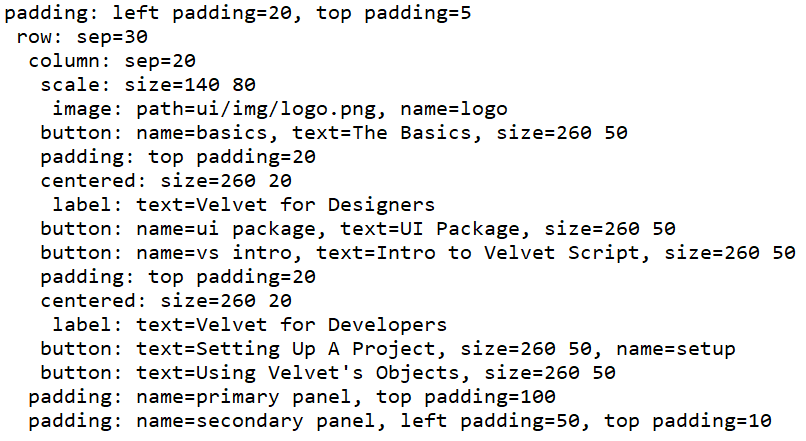 padding: left padding=20, top padding=5
 row: sep=30
  column: sep=20
   scale: size=140 80
    image: path=ui/img/logo.png, name=logo
   button: name=basics, text=The Basics, size=260 50
   padding: top padding=20
   centered: size=260 20
    label: text=Velvet for Designers
   button: name=ui package, text=UI Package, size=260 50
   button: name=vs intro, text=Intro to Velvet Script, size=260 50
   padding: top padding=20
   centered: size=260 20
    label: text=Velvet for Developers
   button: text=Setting Up A Project, size=260 50, name=setup
   button: text=Using Velvet's Objects, size=260 50
  padding: name=primary panel, top padding=100
  padding: name=secondary panel, left padding=50, top padding=10